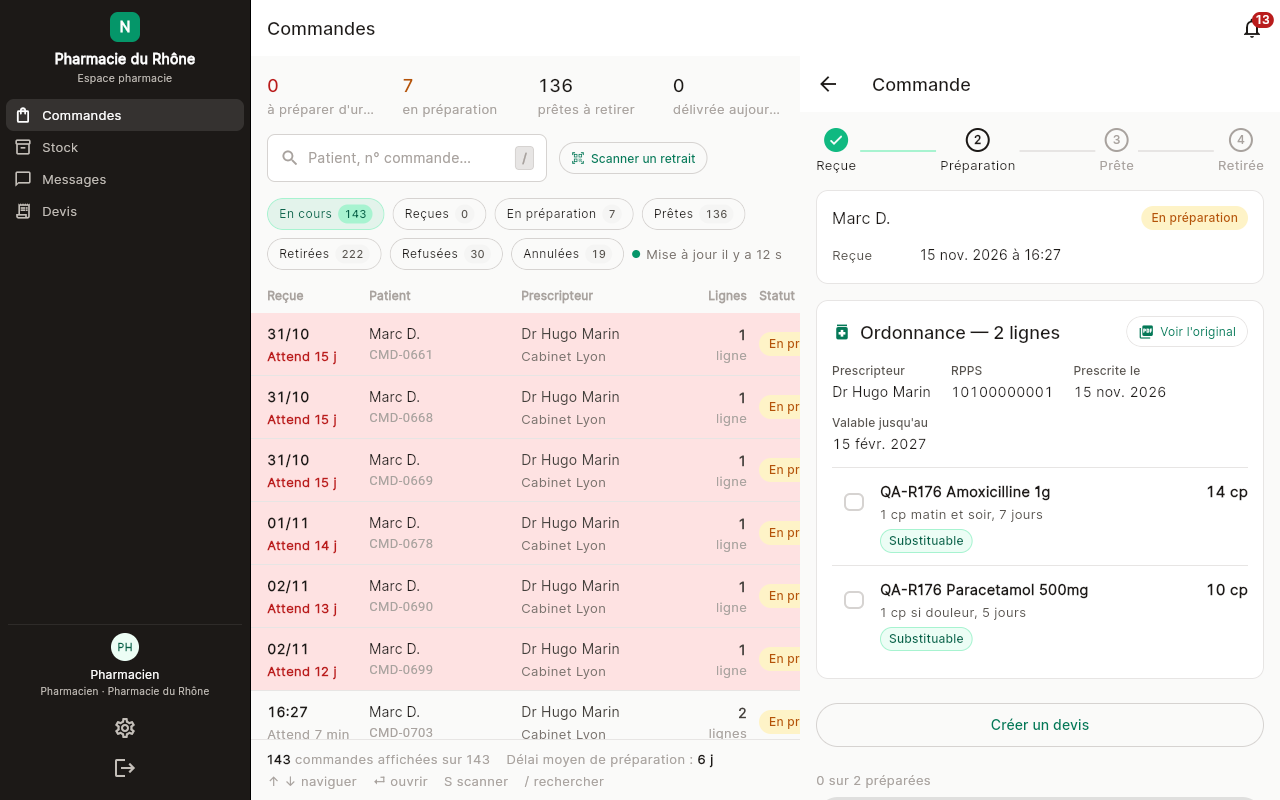 N
Pharmacie du Rhône
Espace pharmacie
Commandes
Stock
Messages
Devis
PH
Pharmacien
Pharmacien · Pharmacie du Rhône
Commandes
13
0
à préparer d'ur...
7
en préparation
136
prêtes à retirer
0
délivrée aujour...
Patient, n° commande...
/
Scanner un retrait
En cours 143
Reçues 0
En préparation 7
Prêtes 136
Retirées 222
Refusées 30
Annulées 19
Mise à jour il y a 12 s
Reçue Patient Prescripteur Lignes Statut
31/10 Marc D. Dr Hugo Marin 1 En pr
Attend 15 j CMD-0661 Cabinet Lyon ligne
31/10 Marc D. Dr Hugo Marin 1 En pr
Attend 15 j CMD-0668 Cabinet Lyon ligne
31/10 Marc D. Dr Hugo Marin 1 En pr
Attend 15 j CMD-0669 Cabinet Lyon ligne
01/11 Marc D. Dr Hugo Marin 1 En pr
Attend 14 j CMD-0678 Cabinet Lyon ligne
02/11 Marc D. Dr Hugo Marin 1 En pr
Attend 13 j CMD-0690 Cabinet Lyon ligne
02/11 Marc D. Dr Hugo Marin 1 En pr
Attend 12 j CMD-0699 Cabinet Lyon ligne
16:27 Marc D. Dr Hugo Marin 2 En pr
Attend 7 min CMD-0703 Cabinet Lyon lignes
143 commandes affichées sur 143 Délai moyen de préparation : 6 j
↑ ↓ naviguer ⏎ ouvrir S scanner / rechercher
Commande
2 3 4
Reçue Préparation Prête Retirée
Marc D. En préparation
Reçue 15 nov. 2026 à 16:27
Ordonnance — 2 lignes
PDF Voir l'original
Prescripteur RPPS Prescrite le
Dr Hugo Marin 10100000001 15 nov. 2026
Valable jusqu'au
15 févr. 2027
QA-R176 Amoxicilline 1g 14 cp
1 cp matin et soir, 7 jours
Substituable
QA-R176 Paracetamol 500mg 10 cp
1 cp si douleur, 5 jours
Substituable
Créer un devis
0 sur 2 préparées